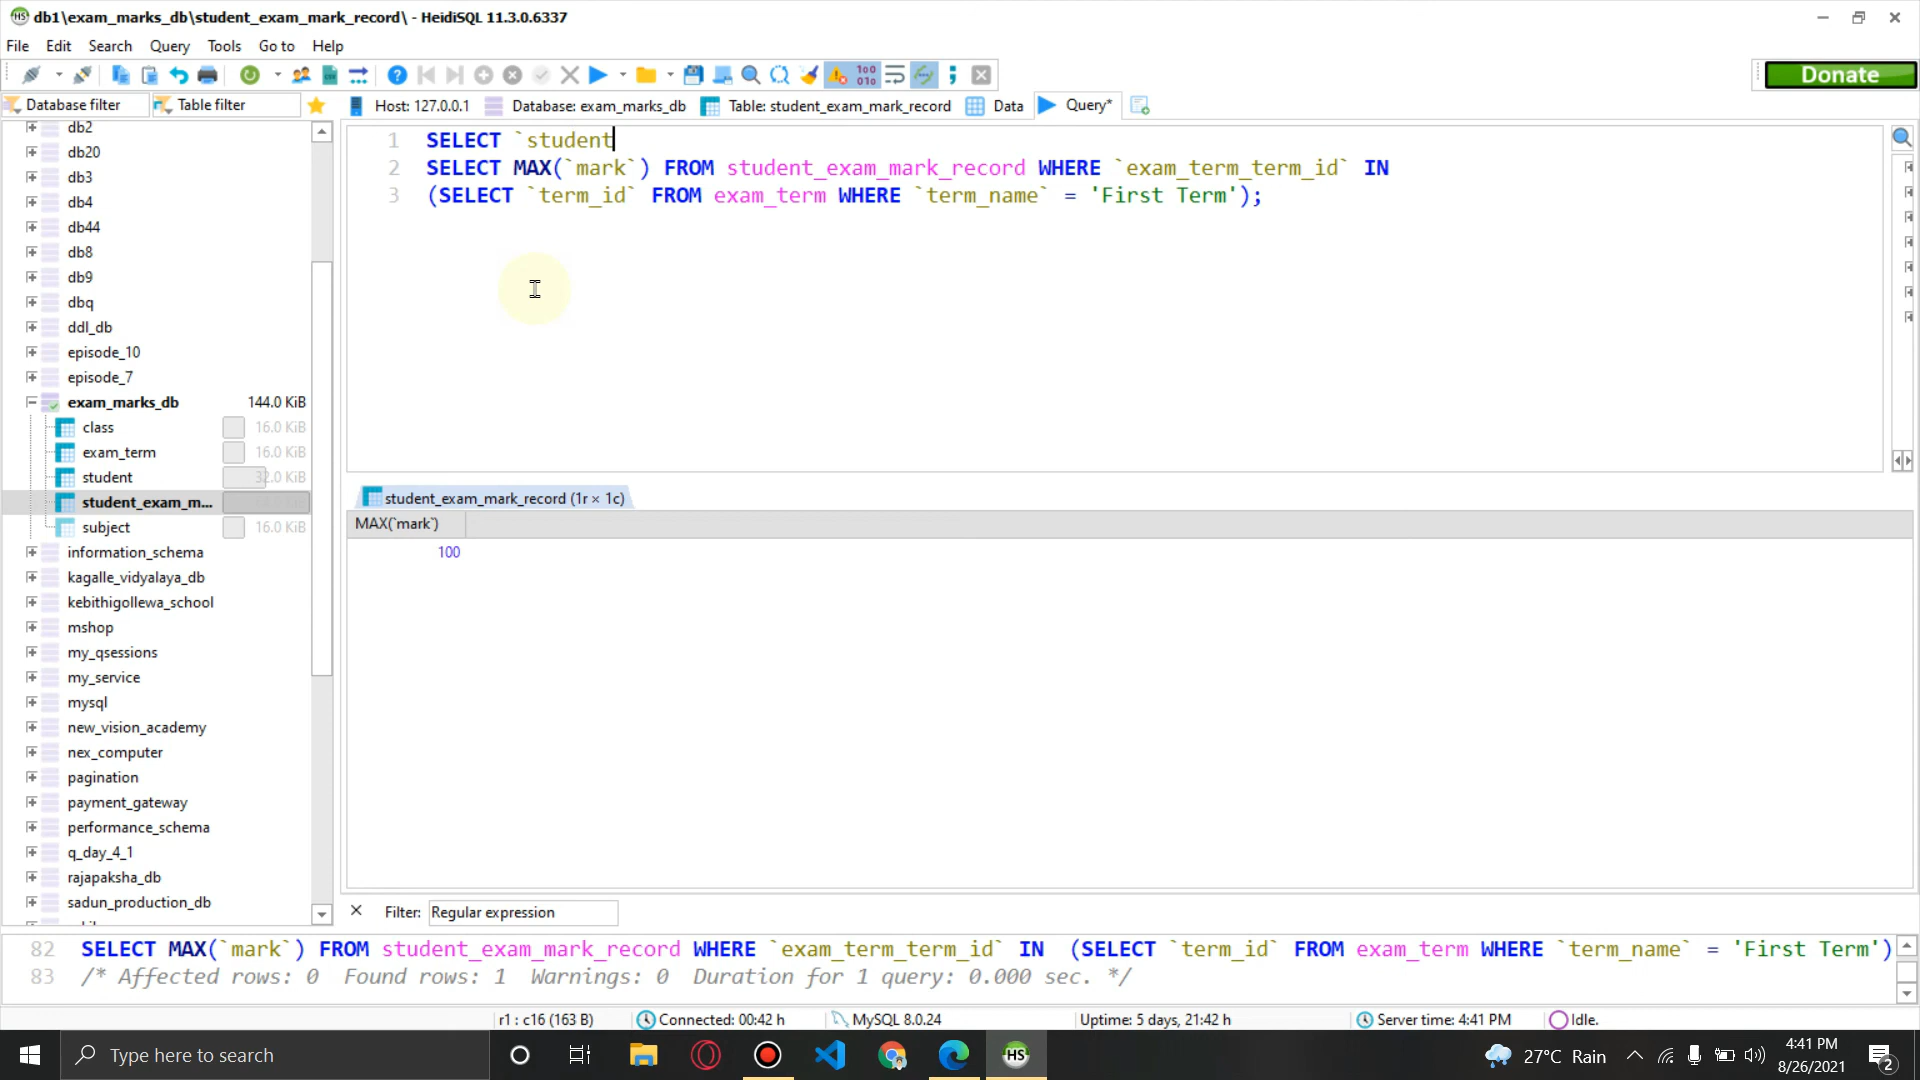 db1\exam_marks_db\student_exam_mark_record\ - HeidiSQL 11.3.0.6337
File Edit Search Query Tools Go to Help
Donate
Database filter Table filter Host: 127.0.0.1 Database: exam_marks_db Table: student_exam_mark_record Data Query*
db2
db20
db3
db4
db44
db8
db9
dbq
ddl_db
episode_10
episode_7
exam_marks_db 144.0 KiB
class 16.0 KiB
exam_term 16.0 KiB
student 32.0 KiB
student_exam_m...
subject 16.0 KiB
information_schema
kagalle_vidyalaya_db
kebithigollewa_school
mshop
my_qsessions
my_service
mysql
new_vision_academy
nex_computer
pagination
payment_gateway
performance_schema
q_day_4_1
rajapaksha_db
sadun_production_db
1 SELECT `student
2 SELECT MAX(`mark`) FROM student_exam_mark_record WHERE `exam_term_term_id` IN
3 (SELECT `term_id` FROM exam_term WHERE `term_name` = 'First Term');
student_exam_mark_record (1r × 1c)
MAX(`mark`)
100
Filter: Regular expression
82 SELECT MAX(`mark`) FROM student_exam_mark_record WHERE `exam_term_term_id` IN (SELECT `term_id` FROM exam_term WHERE `term_name` = 'First Term')
83 /* Affected rows: 0 Found rows: 1 Warnings: 0 Duration for 1 query: 0.000 sec. */
r1 : c16 (163 B) Connected: 00:42 h MySQL 8.0.24 Uptime: 5 days, 21:42 h Server time: 4:41 PM Idle.
Type here to search
HS
27°C Rain
4:41 PM
8/26/2021
2